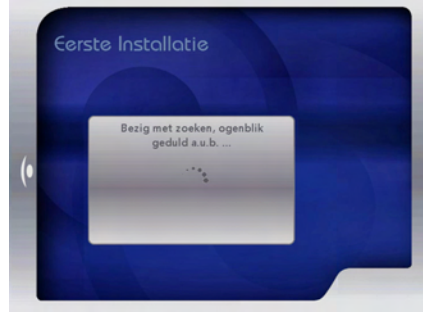 Eerste Installatie
Bezig met zoeken, ogenblik
geduld a.u.b. ...